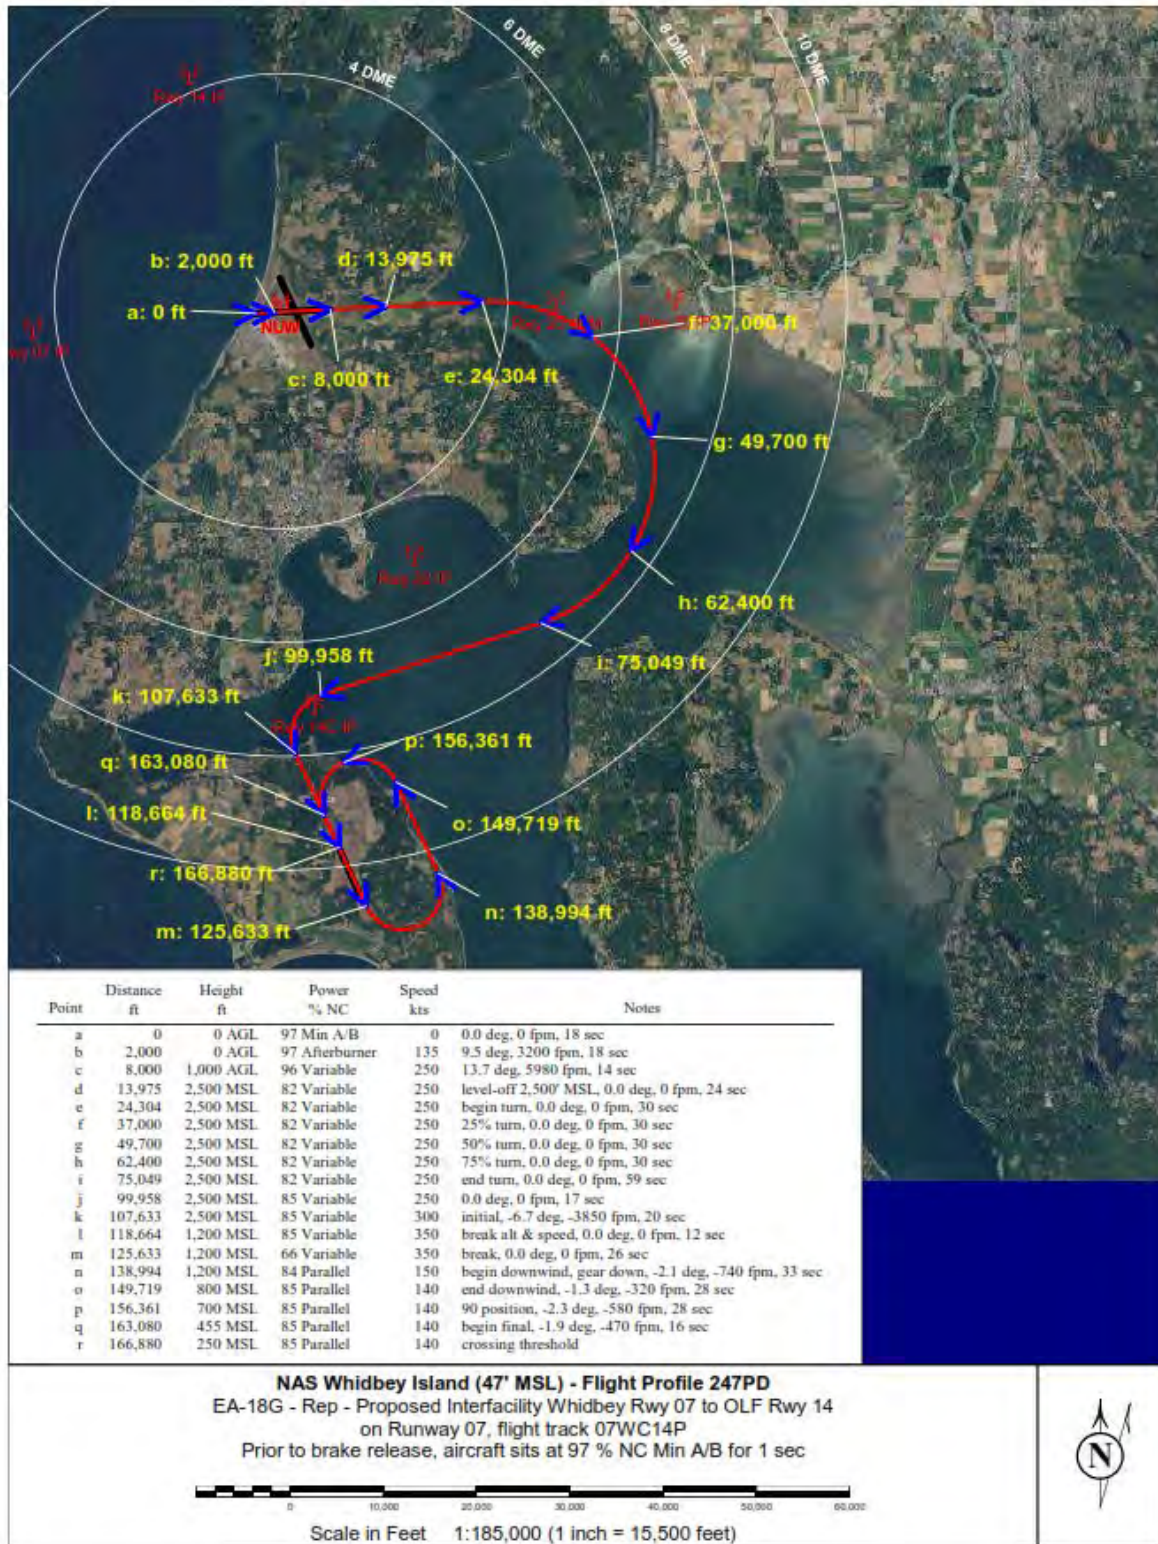 6 DME
8 DME
10 DME
4 DME
b: 2,000 ft
d: 13,975 ft
a: 0 ft
NUW
f: 37,000 ft
c: 8,000 ft
e: 24,304 ft
g: 49,700 ft
h: 62,400 ft
j: 99,958 ft
i: 75,049 ft
k: 107,633 ft
p: 156,361 ft
q: 163,080 ft
l: 118,664 ft
o: 149,719 ft
r: 166,880 ft
n: 138,994 ft
m: 125,633 ft
Point Distance ft Height ft Power % NC Speed kts Notes
a 0 0 AGL 97 Min A/B 0 0.0 deg, 0 fpm, 18 sec
b 2,000 0 AGL 97 Afterburner 135 9.5 deg, 3200 fpm, 18 sec
c 8,000 1,000 AGL 96 Variable 250 13.7 deg, 5980 fpm, 14 sec
d 13,975 2,500 MSL 82 Variable 250 level-off 2,500' MSL, 0.0 deg, 0 fpm, 24 sec
e 24,304 2,500 MSL 82 Variable 250 begin turn, 0.0 deg, 0 fpm, 30 sec
f 37,000 2,500 MSL 82 Variable 250 25% turn, 0.0 deg, 0 fpm, 30 sec
g 49,700 2,500 MSL 82 Variable 250 50% turn, 0.0 deg, 0 fpm, 30 sec
h 62,400 2,500 MSL 82 Variable 250 75% turn, 0.0 deg, 0 fpm, 30 sec
i 75,049 2,500 MSL 82 Variable 250 end turn, 0.0 deg, 0 fpm, 59 sec
j 99,958 2,500 MSL 85 Variable 250 0.0 deg, 0 fpm, 17 sec
k 107,633 2,500 MSL 85 Variable 300 initial, -6.7 deg, -3850 fpm, 20 sec
l 118,664 1,200 MSL 85 Variable 350 break alt & speed, 0.0 deg, 0 fpm, 12 sec
m 125,633 1,200 MSL 66 Variable 350 break, 0.0 deg, 0 fpm, 26 sec
n 138,994 1,200 MSL 84 Parallel 150 begin downwind, gear down, -2.1 deg, -740 fpm, 33 sec
o 149,719 800 MSL 85 Parallel 140 end downwind, -1.3 deg, -320 fpm, 28 sec
p 156,361 700 MSL 85 Parallel 140 90 position, -2.3 deg, -580 fpm, 28 sec
q 163,080 455 MSL 85 Parallel 140 begin final, -1.9 deg, -470 fpm, 16 sec
r 166,880 250 MSL 85 Parallel 140 crossing threshold
NAS Whidbey Island (47' MSL) - Flight Profile 247PD
EA-18G - Rep - Proposed Interfacility Whidbey Rwy 07 to OLF Rwy 14
on Runway 07, flight track 07WC14P
Prior to brake release, aircraft sits at 97 % NC Min A/B for 1 sec
N
0 10,000 20,000 30,000 40,000 50,000 60,000
Scale in Feet 1:185,000 (1 inch = 15,500 feet)